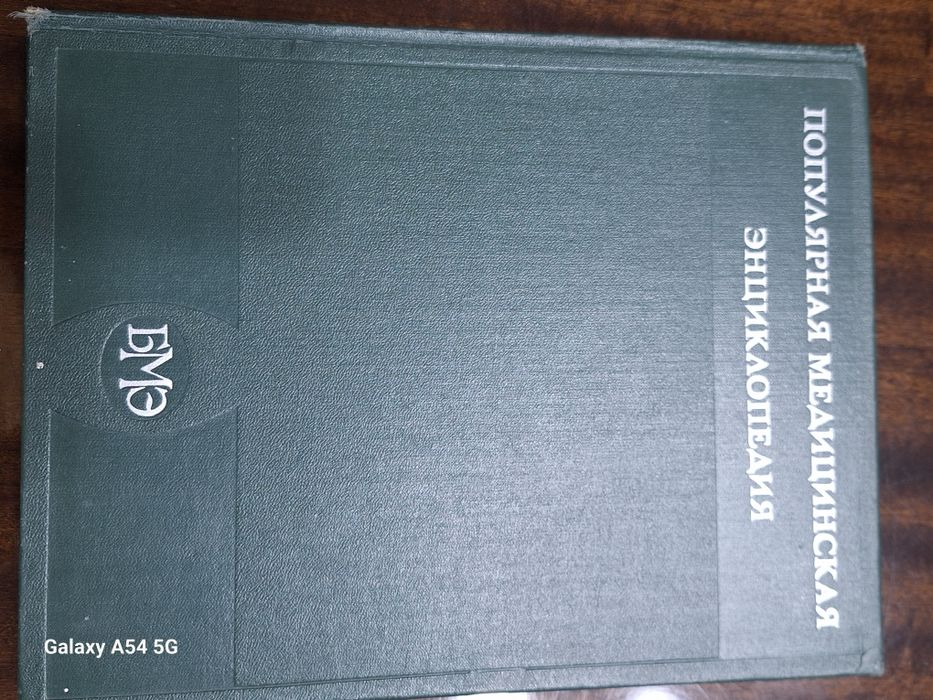 ПОПУЛЯРНАЯ МЕДИЦИНСКАЯ
ЭНЦИКЛОПЕДИЯ
БМЭ
Galaxy A54 5G